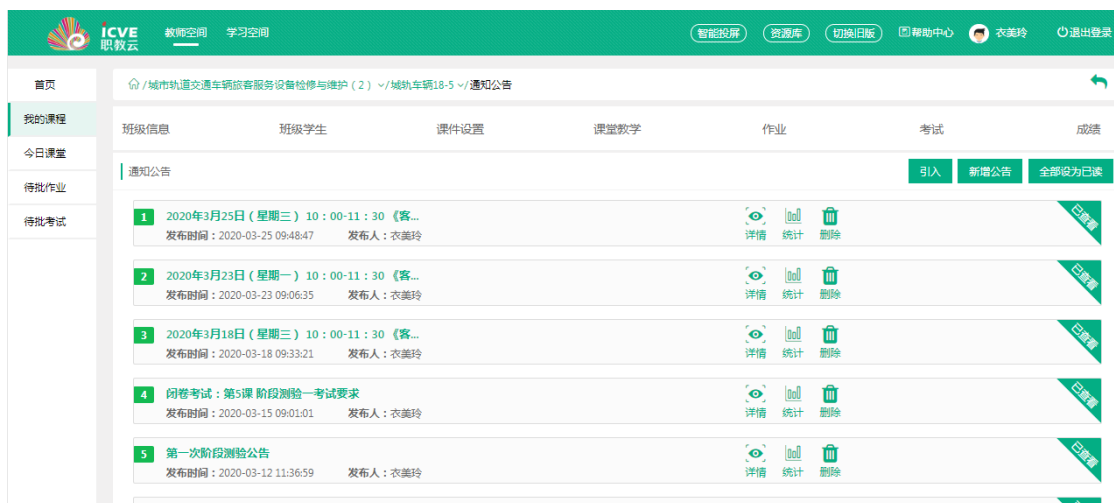 iCVE 职教云 教师空间 学习空间 智能投屏 资源库 切换旧版 帮助中心 衣美玲 退出登录
首页
我的课程
今日课堂
待批作业
待批考试
/城市轨道交通车辆旅客服务设备检修与维护（2）/城轨车辆18-5/通知公告
班级信息 班级学生 课件设置 课堂教学 作业 考试 成绩
通知公告 引入 新增公告 全部设为已读
1 2020年3月25日（星期三）10：00-11：30《客...
发布时间：2020-03-25 09:48:47 发布人：衣美玲
详情 统计 删除 已查看
2 2020年3月23日（星期一）10：00-11：30《客...
发布时间：2020-03-23 09:06:35 发布人：衣美玲
详情 统计 删除 已查看
3 2020年3月18日（星期三）10：00-11：30《客...
发布时间：2020-03-18 09:33:21 发布人：衣美玲
详情 统计 删除 已查看
4 闭卷考试：第5课 阶段测验一考试要求
发布时间：2020-03-15 09:01:01 发布人：衣美玲
详情 统计 删除 已查看
5 第一次阶段测验公告
发布时间：2020-03-12 11:36:59 发布人：衣美玲
详情 统计 删除 已查看